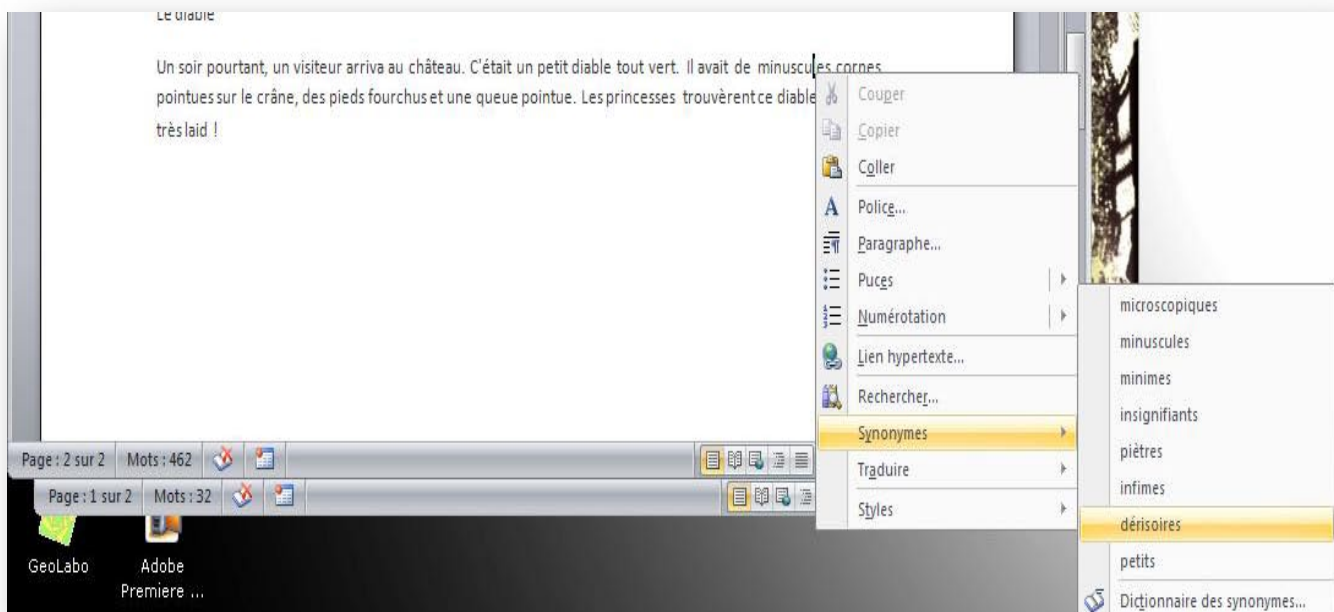 Le diable
Un soir pourtant, un visiteur arriva au château. C'était un petit diable tout vert. Il avait de minuscules cornes
pointues sur le crâne, des pieds fourchus et une queue pointue. Les princesses trouvèrent ce diable
très laid !
Couper
Copier
Coller
Police...
Paragraphe...
Puces
Numérotation
Lien hypertexte...
Rechercher...
Synonymes
Traduire
Styles
microscopiques
minuscules
minimes
insignifiants
piètres
infimes
dérisoires
petits
Dictionnaire des synonymes...
Page : 2 sur 2 Mots : 462
Page : 1 sur 2 Mots : 32
GeoLabo
Adobe
Premiere ...